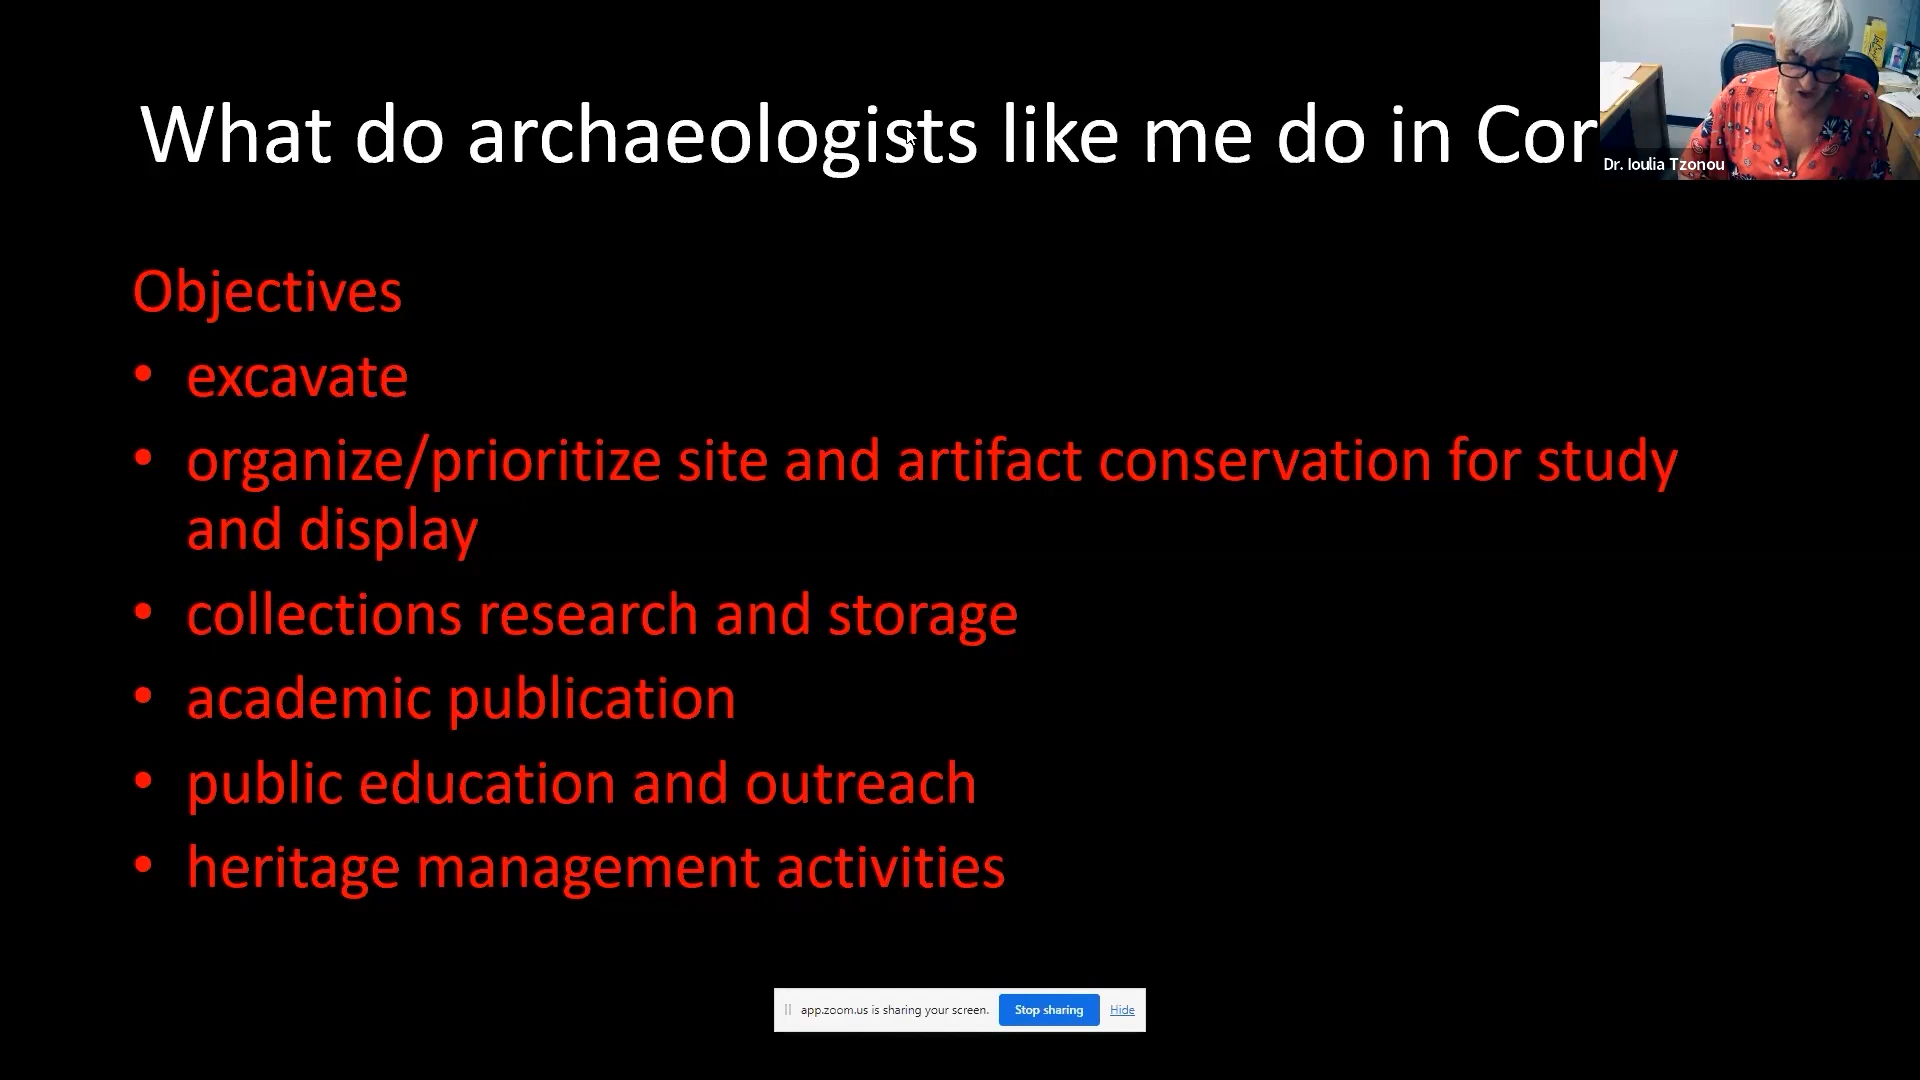 What do archaeologists like me do in Cor
Dr. Ioulia Tzonou
Objectives
• excavate
• organize/prioritize site and artifact conservation for study
and display
• collections research and storage
• academic publication
• public education and outreach
• heritage management activities
app.zoom.us is sharing your screen. Stop sharing Hide